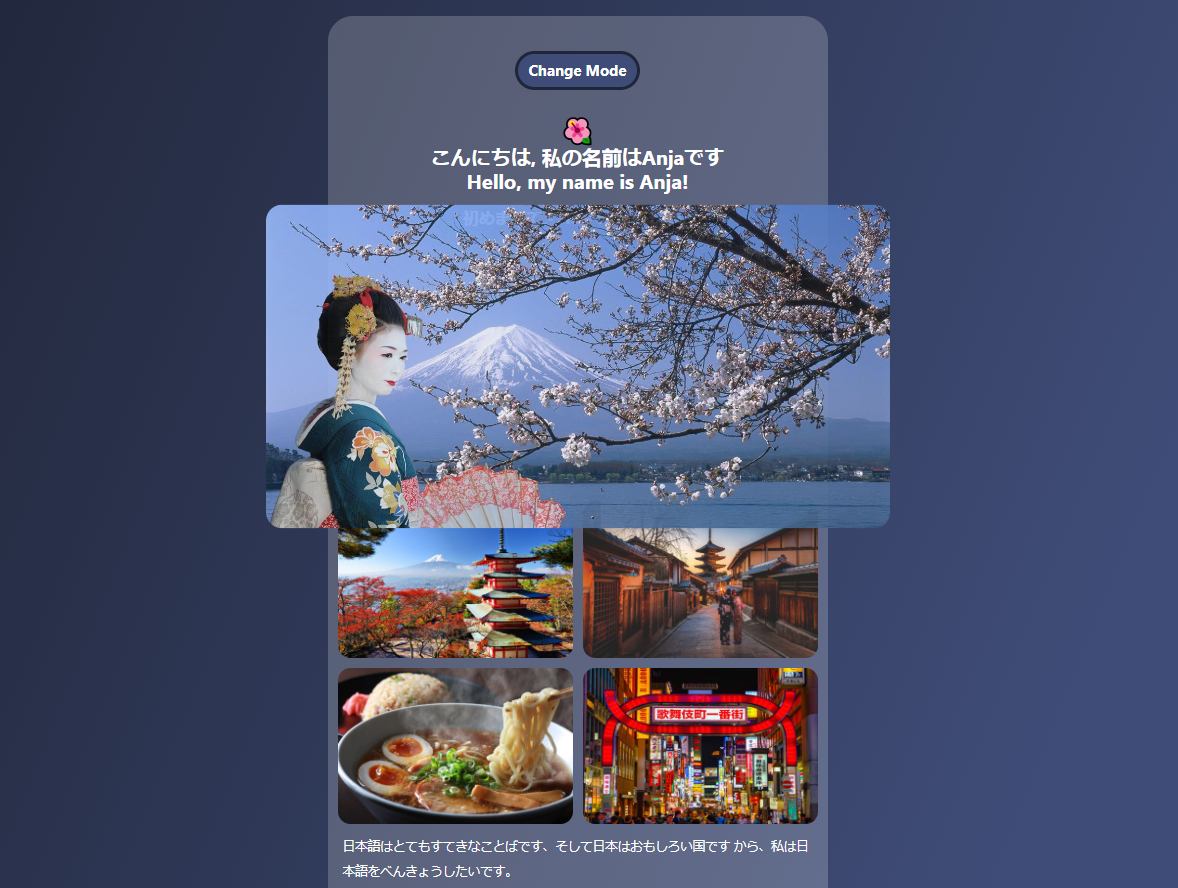 Change Mode
こんにちは, 私の名前はAnjaです
Hello, my name is Anja!
初めま
歌舞伎町一番街
日本語はとてもすてきなことばです、そして日本はおもしろい国です から、私は日
本語をべんきょうしたいです。